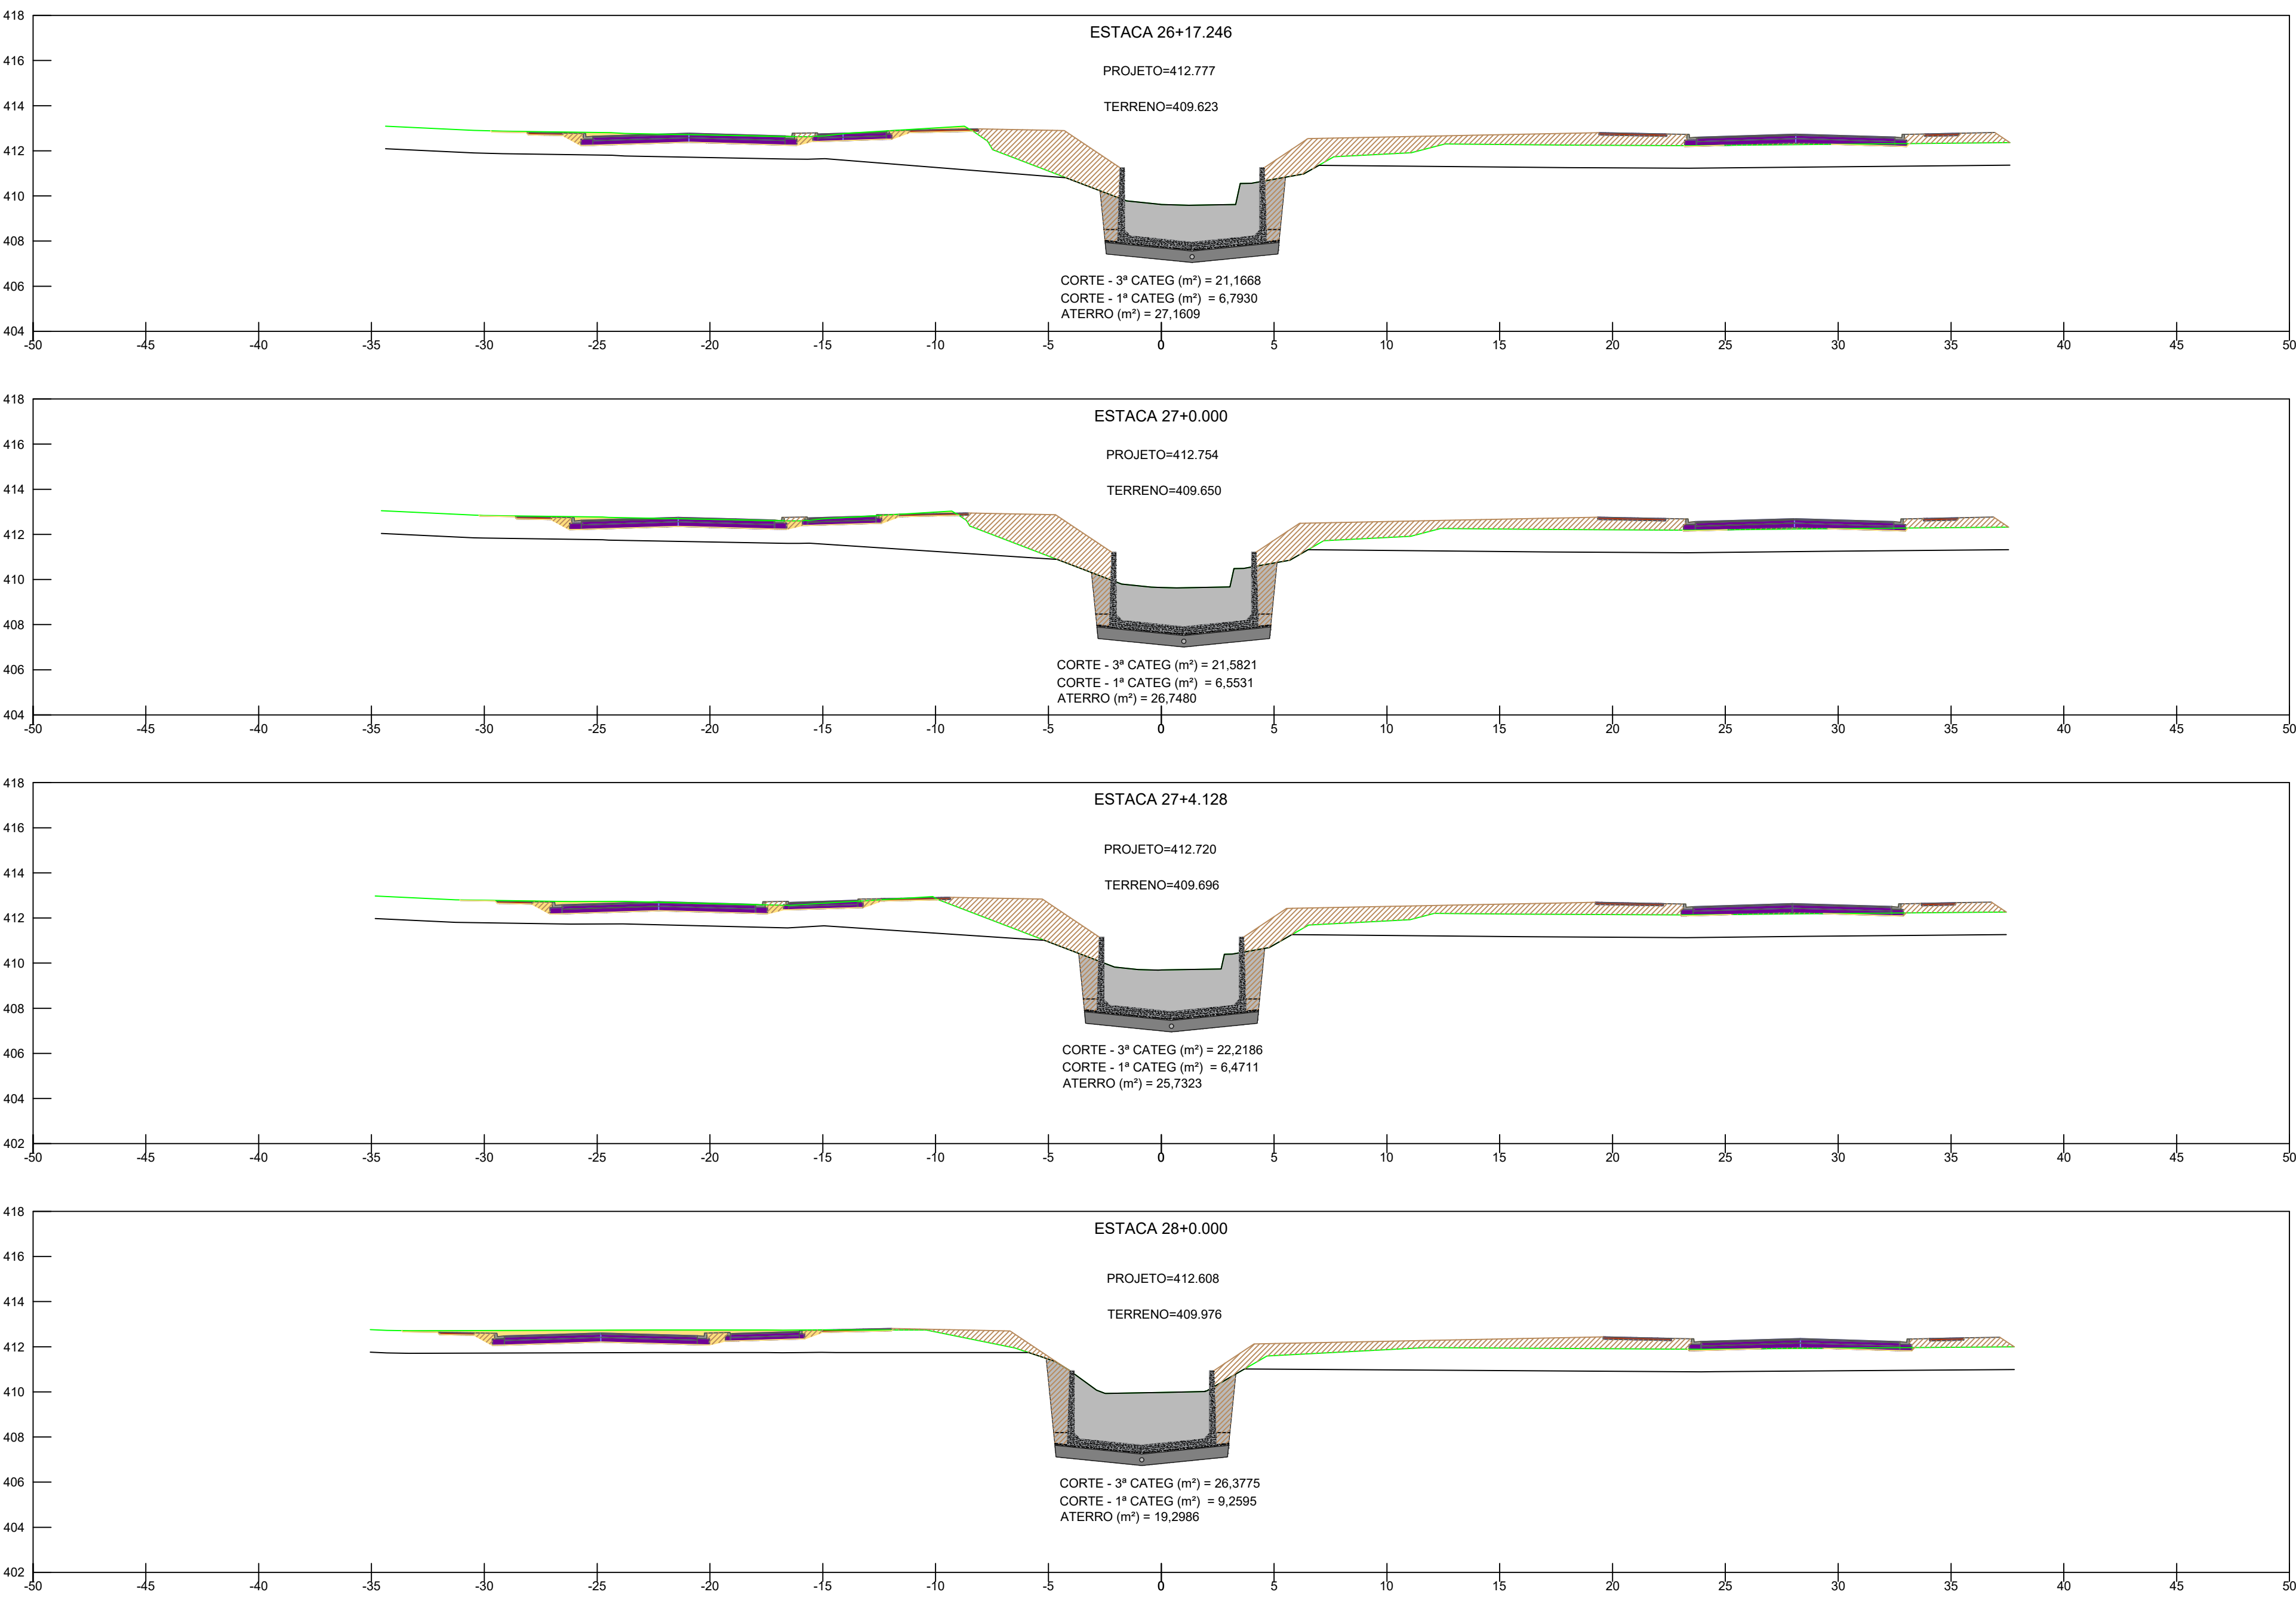 418
416
414
412
410
408
406
404
ESTACA 26+17.246
PROJETO=412.777
TERRENO=409.623
CORTE - 3ª CATEG (m²) = 21,1668
CORTE - 1ª CATEG (m²) = 6,7930
ATERRO (m²) = 27,1609
-50 -45 -40 -35 -30 -25 -20 -15 -10 -5 0 5 10 15 20 25 30 35 40 45 50
418
416
414
412
410
408
406
404
ESTACA 27+0.000
PROJETO=412.754
TERRENO=409.650
CORTE - 3ª CATEG (m²) = 21,5821
CORTE - 1ª CATEG (m²) = 6,5531
ATERRO (m²) = 26,7480
-50 -45 -40 -35 -30 -25 -20 -15 -10 -5 0 5 10 15 20 25 30 35 40 45 50
418
416
414
412
410
408
406
404
402
ESTACA 27+4.128
PROJETO=412.720
TERRENO=409.696
CORTE - 3ª CATEG (m²) = 22,2186
CORTE - 1ª CATEG (m²) = 6,4711
ATERRO (m²) = 25,7323
-50 -45 -40 -35 -30 -25 -20 -15 -10 -5 0 5 10 15 20 25 30 35 40 45 50
418
416
414
412
410
408
406
404
402
ESTACA 28+0.000
PROJETO=412.608
TERRENO=409.976
CORTE - 3ª CATEG (m²) = 26,3775
CORTE - 1ª CATEG (m²) = 9,2595
ATERRO (m²) = 19,2986
-50 -45 -40 -35 -30 -25 -20 -15 -10 -5 0 5 10 15 20 25 30 35 40 45 50